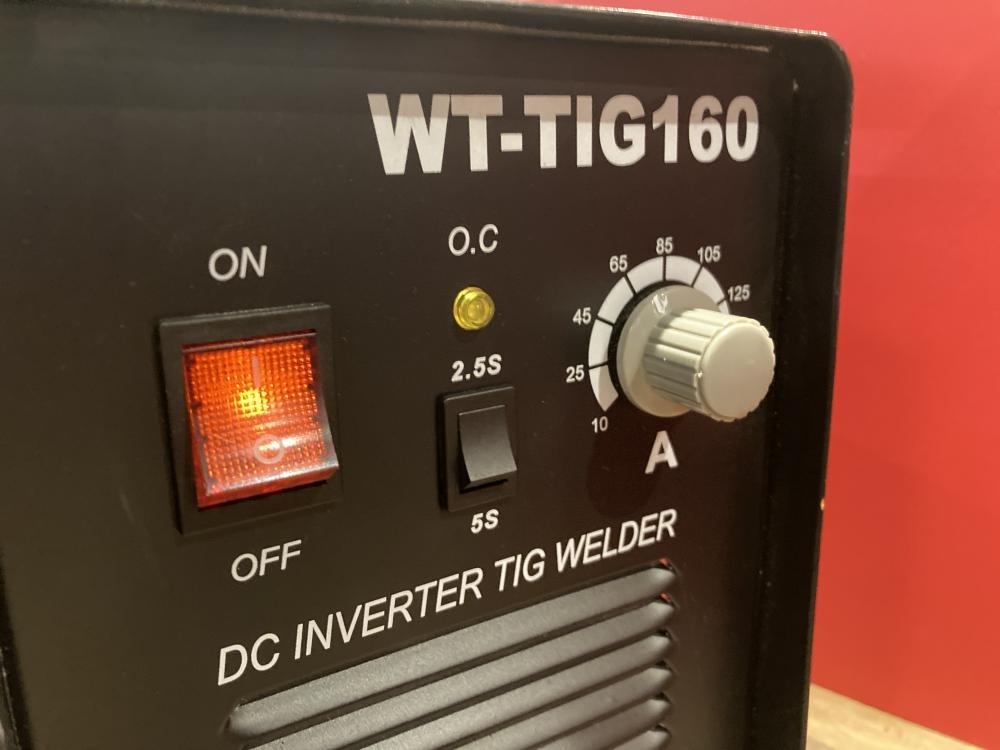 WT-TIG160
ON
O.C
2.5S
5S
OFF
10
25
45
65
85
105
125
A
DC INVERTER TIG WELDER